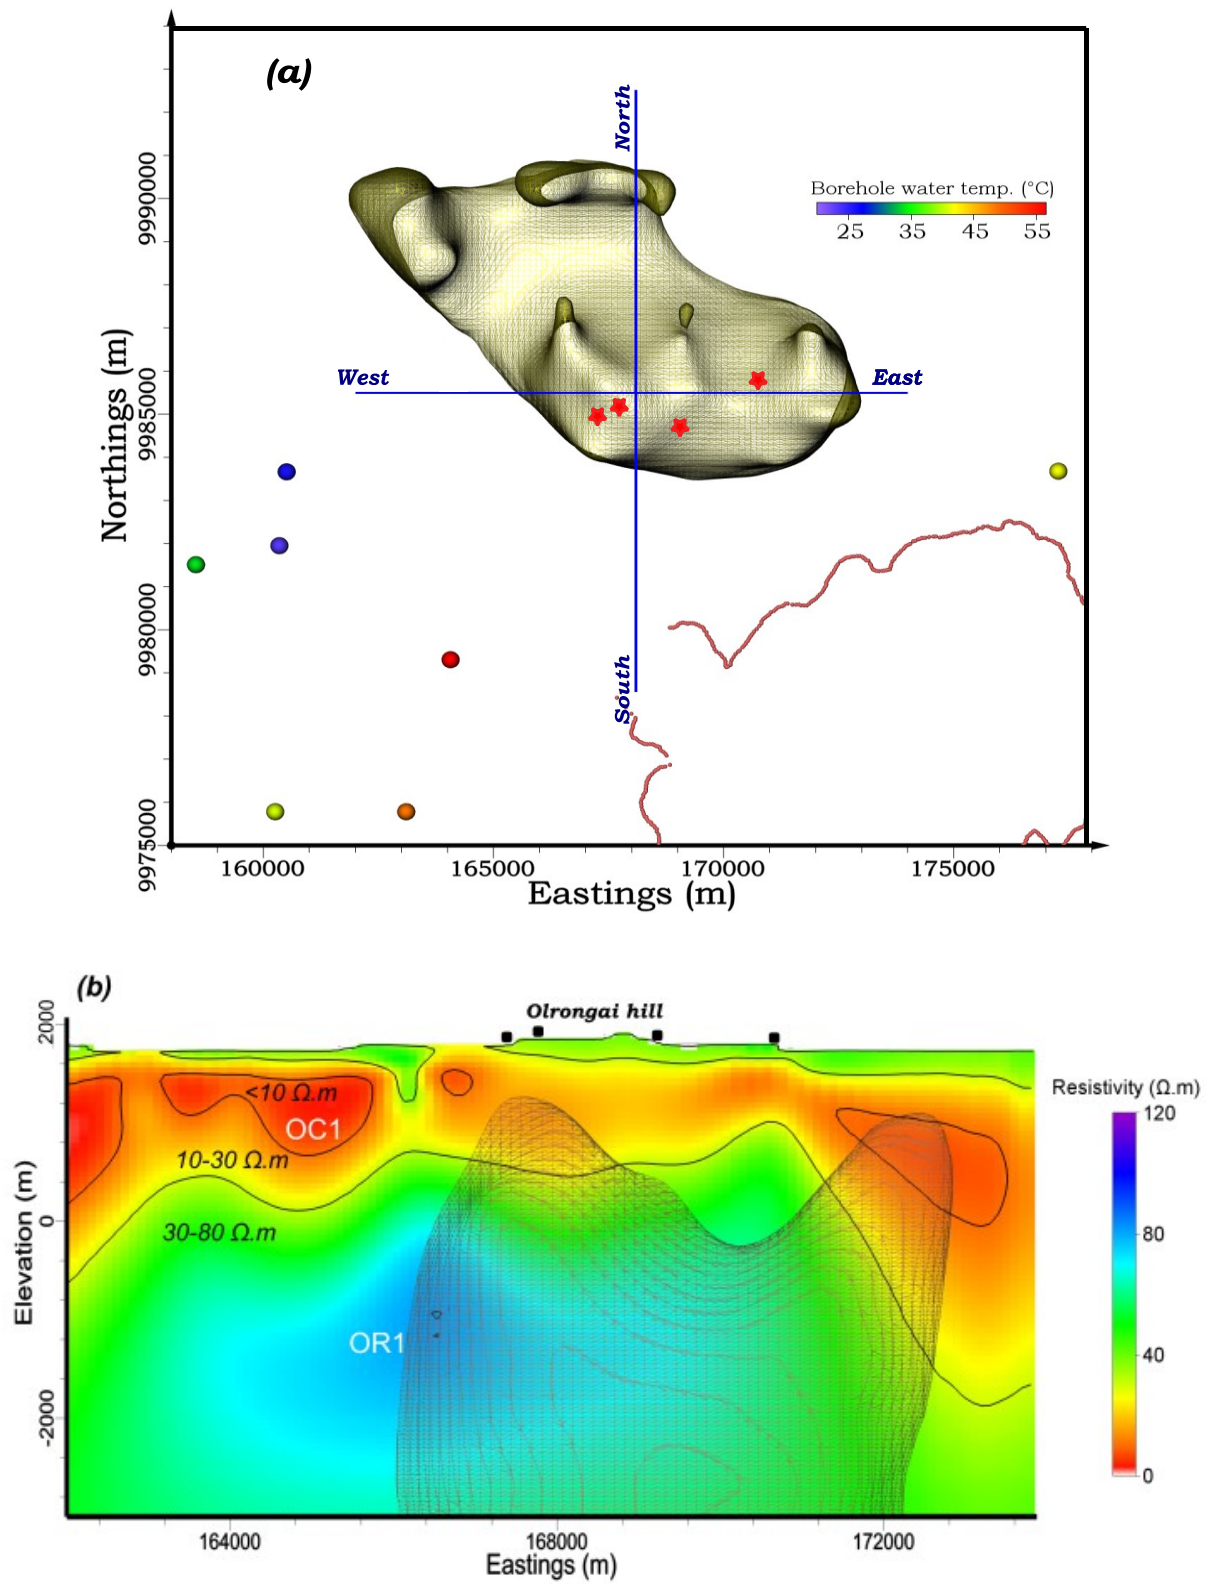 (a)
North
Borehole water temp. (°C)
25 35 45 55
9990000
West
East
9985000
Northings (m)
9980000
South
9975000
160000 165000 170000 175000
Eastings (m)
(b)
Olrongai hill
2000
Resistivity (Ω.m)
<10 Ω.m
120
OC1
10-30 Ω.m
Elevation (m)
0
30-80 Ω.m
80
OR1
40
-2000
0
164000 168000 172000
Eastings (m)